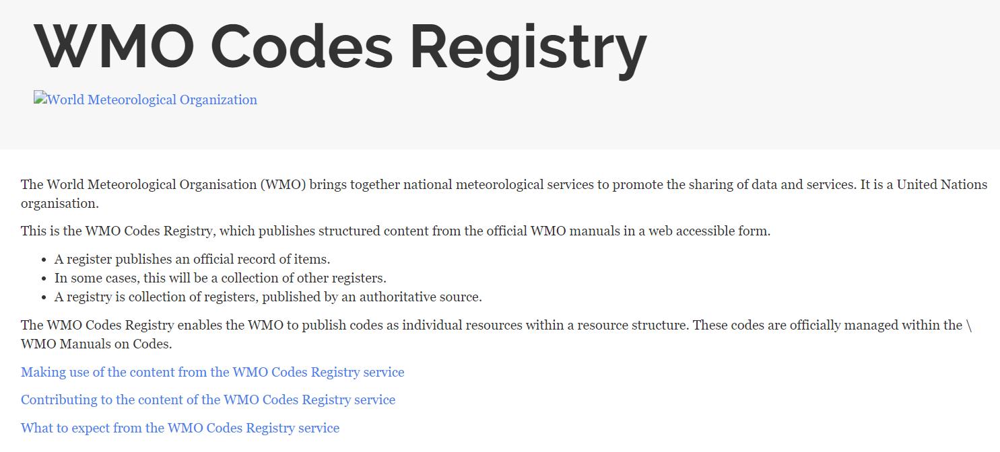 WMO Codes Registry
World Meteorological Organization
The World Meteorological Organisation (WMO) brings together national meteorological services to promote the sharing of data and services. It is a United Nations
organisation.
This is the WMO Codes Registry, which publishes structured content from the official WMO manuals in a web accessible form.
• A register publishes an official record of items.
• In some cases, this will be a collection of other registers.
• A registry is collection of registers, published by an authoritative source.
The WMO Codes Registry enables the WMO to publish codes as individual resources within a resource structure. These codes are officially managed within the \
WMO Manuals on Codes.
Making use of the content from the WMO Codes Registry service
Contributing to the content of the WMO Codes Registry service
What to expect from the WMO Codes Registry service